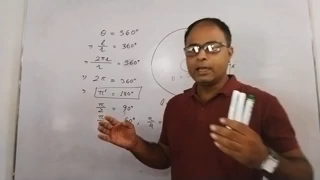 θ = 360°
⇒ l/r = 360°
⇒ 2πr/r = 360°
⇒ 2π = 360°
⇒ π° = 180°
π/2 = 90°